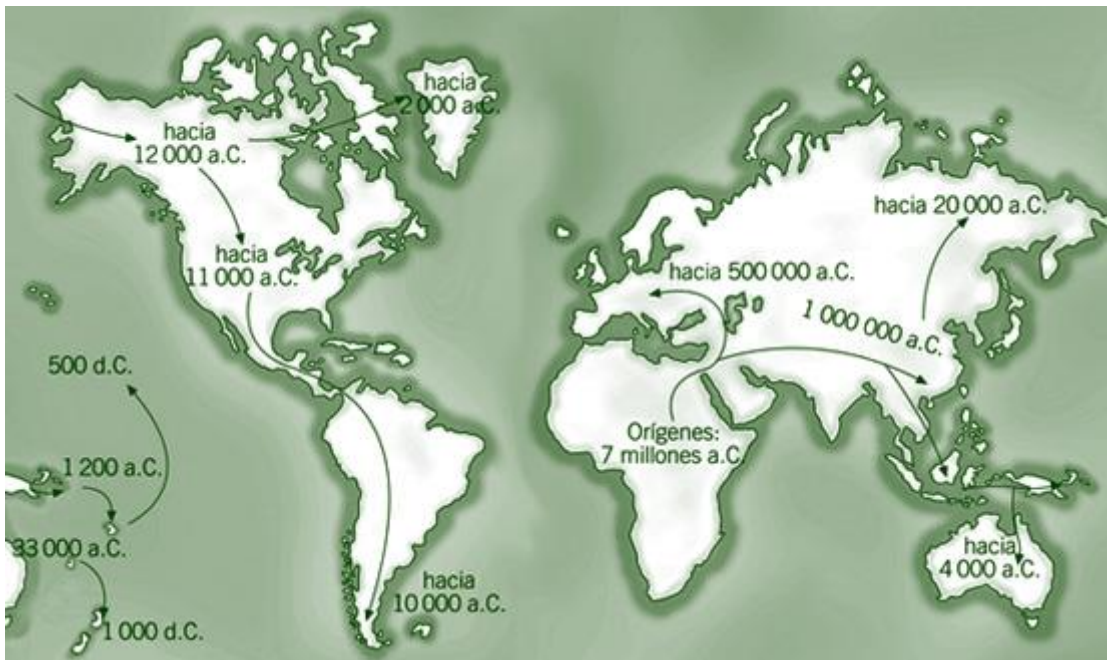 hacia
2 000 a.C.
hacia
12 000 a.C.
hacia
11 000 a.C.
hacia 20 000 a.C.
hacia 500 000 a.C.
1 000 000 a.C.
500 d.C.
Orígenes:
7 millones a.C.
1 200 a.C.
33 000 a.C.
hacia
4 000 a.C.
hacia
10 000 a.C.
1 000 d.C.